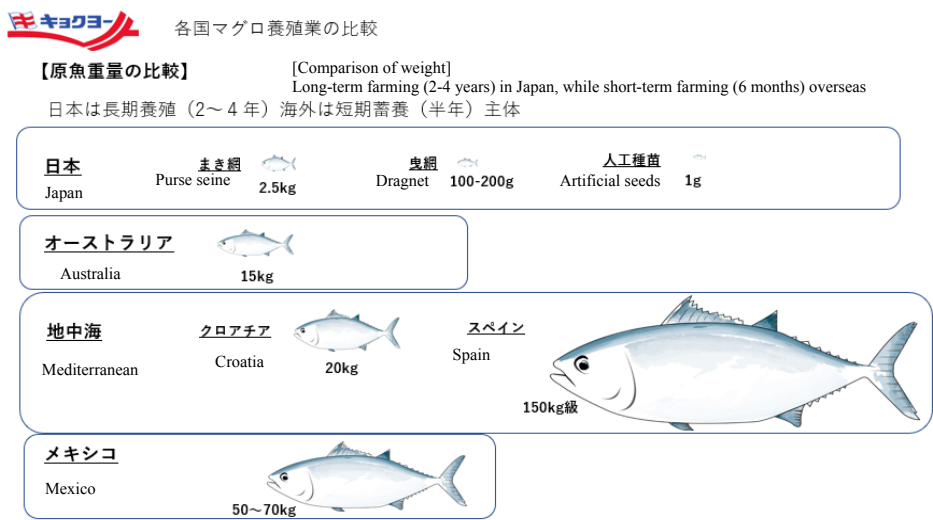 キョクヨー
各国マグロ養殖業の比較
【原魚重量の比較】
[Comparison of weight]
Long-term farming (2-4 years) in Japan, while short-term farming (6 months) overseas
日本は長期養殖（2～４年）海外は短期蓄養（半年）主体
日本
Japan
まき網
Purse seine
2.5kg
曳網
Dragnet
100-200g
人工種苗
Artificial seeds
1g
オーストラリア
Australia
15kg
地中海
Mediterranean
クロアチア
Croatia
20kg
スペイン
Spain
150kg級
メキシコ
Mexico
50～70kg